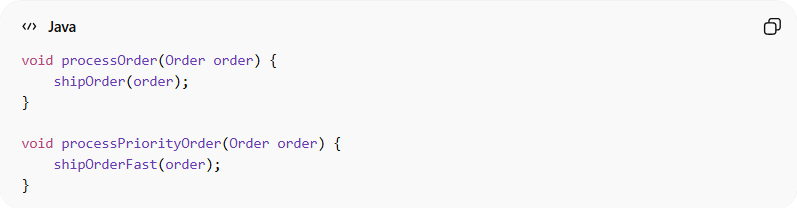 Java
void processOrder(Order order) {
    shipOrder(order);
}

void processPriorityOrder(Order order) {
    shipOrderFast(order);
}